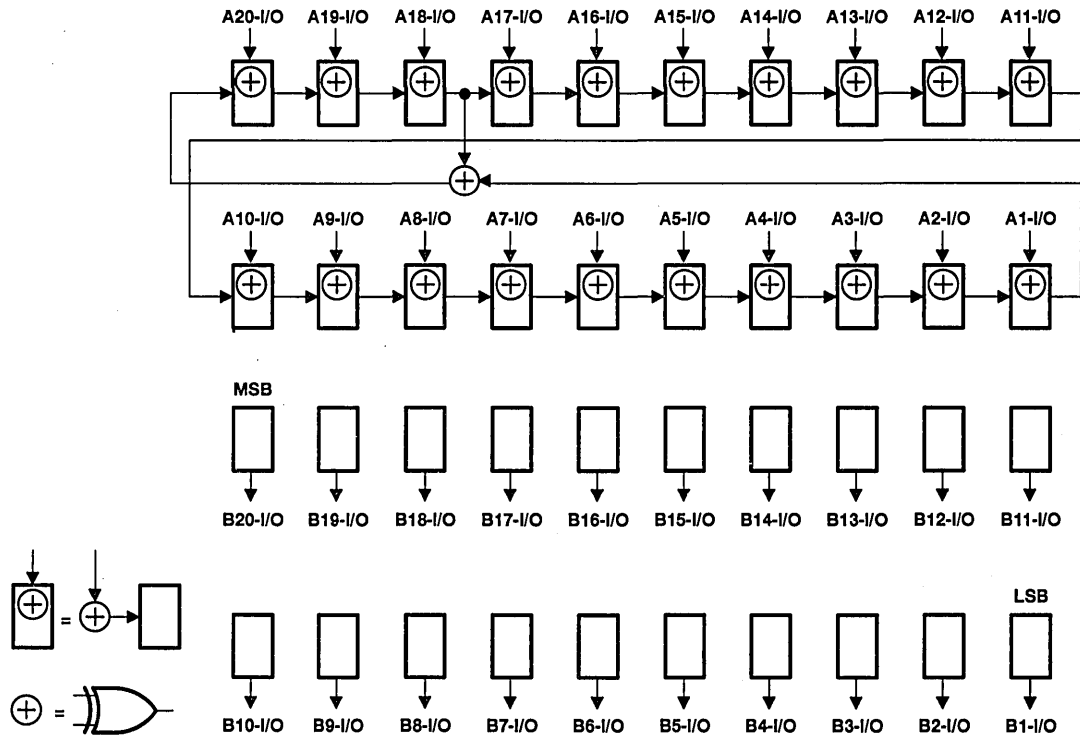 A20-I/O A19-I/O A18-I/O A17-I/O A16-I/O A15-I/O A14-I/O A13-I/O A12-I/O A11-I/O
A10-I/O A9-I/O A8-I/O A7-I/O A6-I/O A5-I/O A4-I/O A3-I/O A2-I/O A1-I/O
MSB
B20-I/O B19-I/O B18-I/O B17-I/O B16-I/O B15-I/O B14-I/O B13-I/O B12-I/O B11-I/O
=
LSB
=
B10-I/O B9-I/O B8-I/O B7-I/O B6-I/O B5-I/O B4-I/O B3-I/O B2-I/O B1-I/O